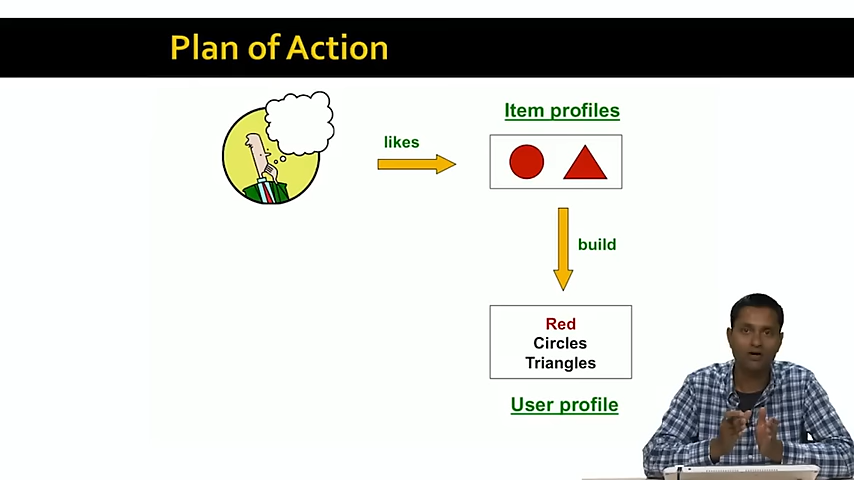 Plan of Action
likes
Item profiles
build
Red
Circles
Triangles
User profile